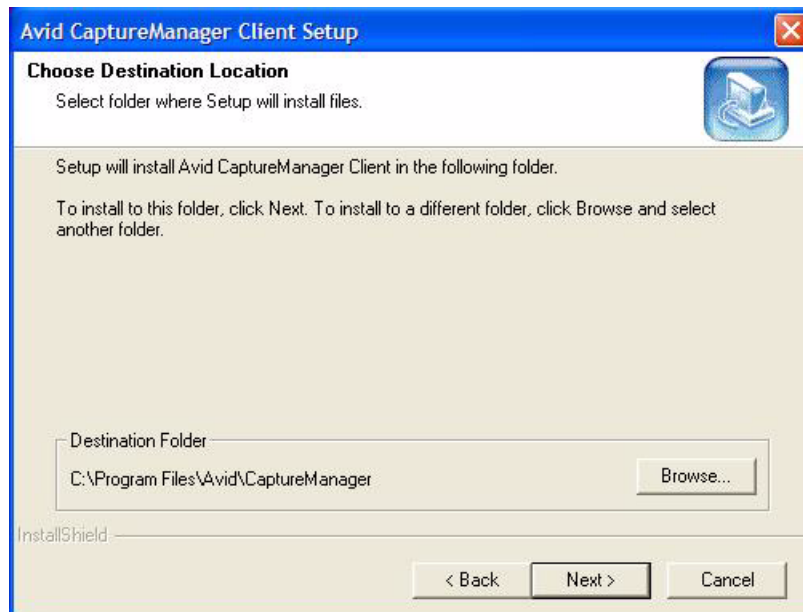 Avid CaptureManager Client Setup
Choose Destination Location
Select folder where Setup will install files.
Setup will install Avid CaptureManager Client in the following folder.
To install to this folder, click Next. To install to a different folder, click Browse and select
another folder.
Destination Folder
C:\Program Files\Avid\CaptureManager
Browse...
InstallShield
< Back
Next >
Cancel